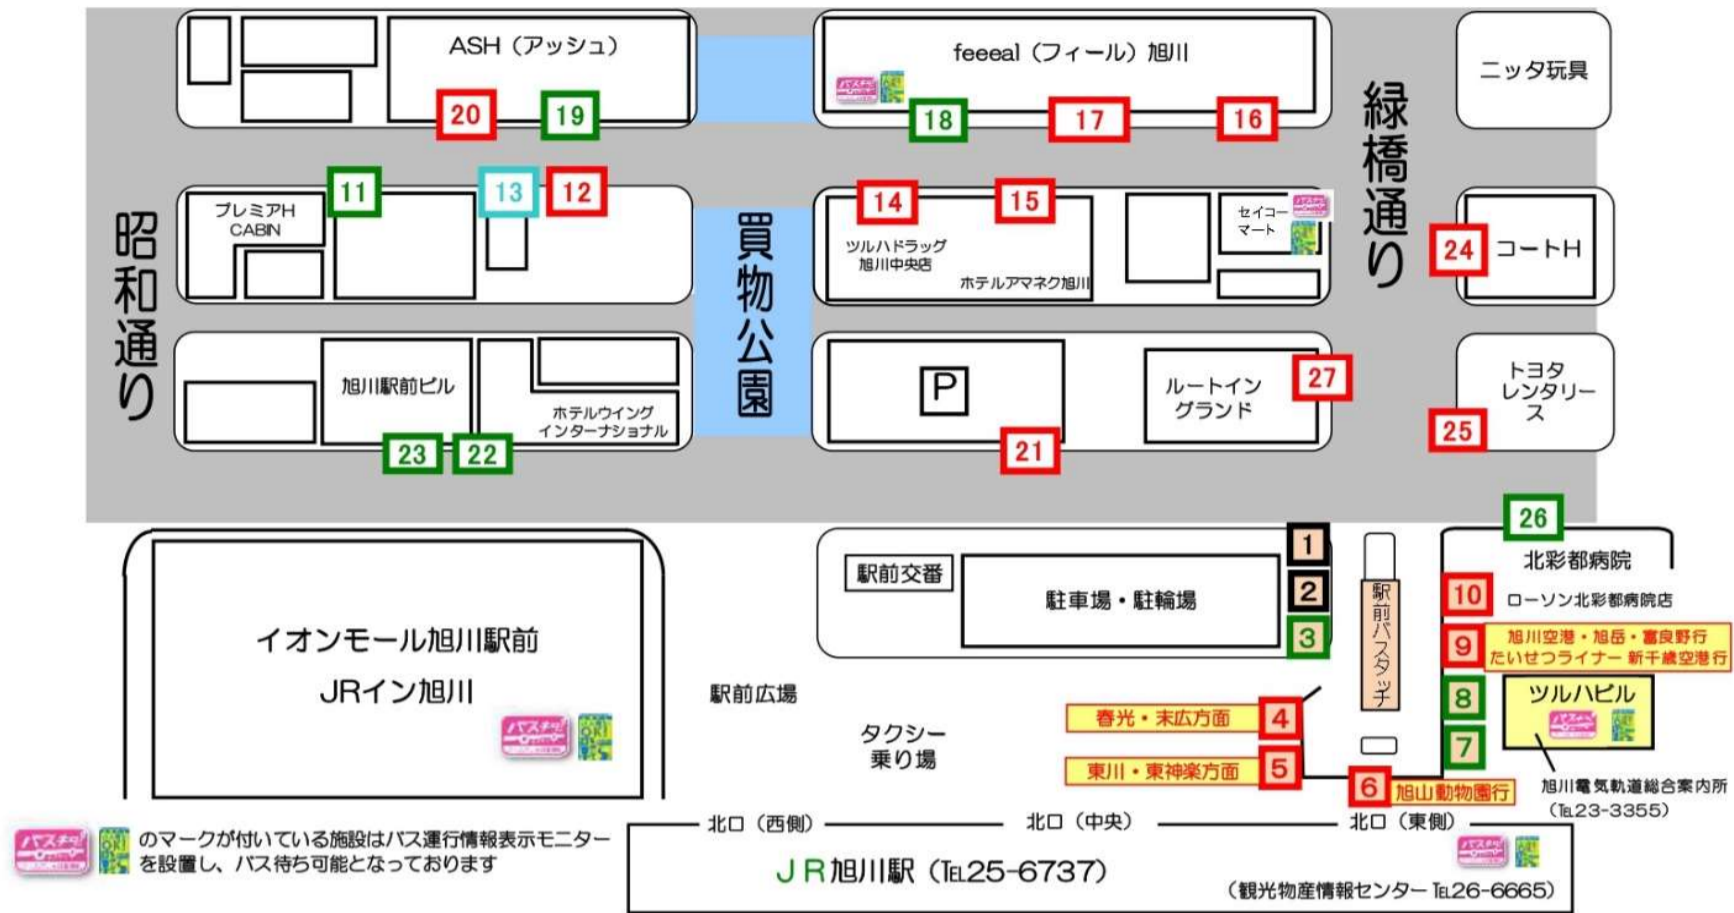 ASH（アッシュ）
feeeal（フィール）旭川
ニッタ玩具
バスチカ!
20
19
18
17
16
緑橋通り
昭和通り
11
13
12
14
15
プレミアH
CABIN
買物公園
ツルハドラッグ
旭川中央店
ホテルアマネク旭川
セイコー
マート
24
コートH
旭川駅前ビル
ホテルウイング
インターナショナル
P
ルートイン
グランド
27
トヨタ
レンタリー
ス
23
22
21
25
26
北彩都病院
1
2
3
駅前交番
駐車場・駐輪場
駅前バスタッチ
10
ローソン北彩都病院店
9
旭川空港・旭岳・富良野行
たいせつライナー 新千歳空港行
イオンモール旭川駅前
JRイン旭川
駅前広場
タクシー
乗り場
春光・末広方面
4
東川・東神楽方面
5
6
旭山動物園行
8
7
ツルハビル
旭川電気軌道総合案内所
（℡23-3355）
のマークが付いている施設はバス運行情報表示モニター
を設置し、バス待ち可能となっております
北口（西側）
北口（中央）
北口（東側）
JR旭川駅（℡25-6737）
（観光物産情報センター ℡26-6665）